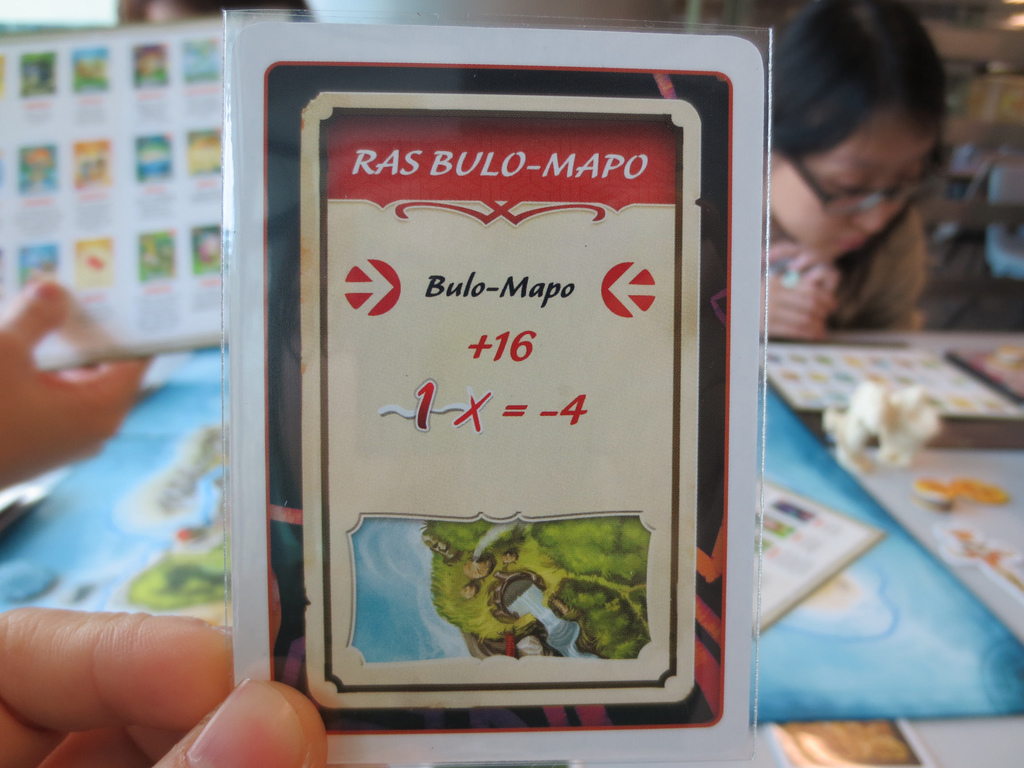 RAS BULO-MAPO
Bulo-Mapo
+16
1 X = -4